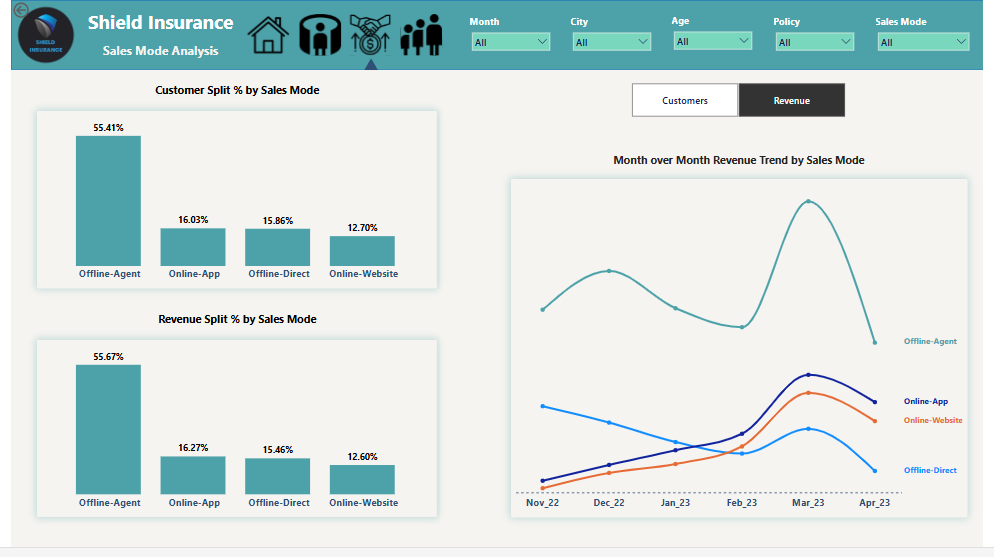 SHIELD
INSURANCE
Shield Insurance
Sales Mode Analysis
Month
City
Age
Policy
Sales Mode
All
All
All
All
All
Customer Split % by Sales Mode
55.41%
16.03%
15.86%
12.70%
Offline-Agent
Online-App
Offline-Direct
Online-Website
Revenue Split % by Sales Mode
55.67%
16.27%
15.46%
12.60%
Offline-Agent
Online-App
Offline-Direct
Online-Website
Customers
Revenue
Month over Month Revenue Trend by Sales Mode
Offline-Agent
Online-App
Online-Website
Offline-Direct
Nov_22
Dec_22
Jan_23
Feb_23
Mar_23
Apr_23